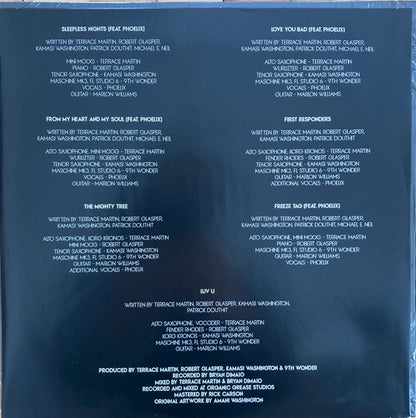 SLEEPLESS NIGHTS [FEAT. PHOELIX]
WRITTEN BY TERRACE MARTIN, ROBERT GLASPER,
KAMASI WASHINGTON, PATRICK DOUTHIT, MICHAEL E. NEIL
MINI MOOG - TERRACE MARTIN
PIANO - ROBERT GLASPER
TENOR SAXOPHONE - KAMASI WASHINGTON
MASCHINE MK3, FL STUDIO 6 - 9TH WONDER
VOCALS - PHOELIX
GUITAR - MARLON WILLIAMS
FROM MY HEART AND MY SOUL [FEAT. PHOELIX]
WRITTEN BY TERRACE MARTIN, ROBERT GLASPER,
KAMASI WASHINGTON, PATRICK DOUTHIT, MICHAEL E. NEIL
ALTO SAXOPHONE, MINI MOOG - TERRACE MARTIN
WURLITZER - ROBERT GLASPER
TENOR SAXOPHONE - KAMASI WASHINGTON
MASCHINE MK3, FL STUDIO 6 - 9TH WONDER
VOCALS - PHOELIX
GUITAR - MARLON WILLIAMS
THE MIGHTY TREE
WRITTEN BY TERRACE MARTIN, ROBERT GLASPER,
KAMASI WASHINGTON, PATRICK DOUTHIT
ALTO SAXOPHONE, KORG KRONOS - TERRACE MARTIN
MINI MOOG - ROBERT GLASPER
TENOR SAXOPHONE - KAMASI WASHINGTON
MASCHINE MK3, FL STUDIO 6 - 9TH WONDER
GUITAR - MARLON WILLIAMS
ADDITIONAL VOCALS - PHOELIX
LOVE YOU BAD [FEAT. PHOELIX]
WRITTEN BY TERRACE MARTIN, ROBERT GLASPER,
KAMASI WASHINGTON, PATRICK DOUTHIT, MICHAEL E. NEIL
ALTO SAXOPHONE - TERRACE MARTIN
WURLITZER - ROBERT GLASPER
TENOR SAXOPHONE - KAMASI WASHINGTON
MASCHINE MK3, FL STUDIO 6 - 9TH WONDER
VOCALS - PHOELIX
GUITAR - MARLON WILLIAMS
FIRST RESPONDERS
WRITTEN BY TERRACE MARTIN, ROBERT GLASPER,
KAMASI WASHINGTON, PATRICK DOUTHIT
ALTO SAXOPHONE, KORG KRONOS - TERRACE MARTIN
FENDER RHODES - ROBERT GLASPER
TENOR SAXOPHONE - KAMASI WASHINGTON
MASCHINE MK3, FL STUDIO 6 - 9TH WONDER
GUITAR - MARLON WILLIAMS
ADDITIONAL VOCALS - PHOELIX
FREEZE TAG [FEAT. PHOELIX]
WRITTEN BY TERRACE MARTIN, ROBERT GLASPER,
KAMASI WASHINGTON, PATRICK DOUTHIT, MICHAEL E. NEIL
ALTO SAXOPHONE, MINI MOOG - TERRACE MARTIN
PIANO - ROBERT GLASPER
TENOR SAXOPHONE - KAMASI WASHINGTON
MASCHINE MK3, FL STUDIO 6 - 9TH WONDER
GUITAR - MARLON WILLIAMS
VOCALS - PHOELIX
LUV U
WRITTEN BY TERRACE MARTIN, ROBERT GLASPER, KAMASI WASHINGTON,
PATRICK DOUTHIT
ALTO SAXOPHONE, VOCODER - TERRACE MARTIN
FENDER RHODES - ROBERT GLASPER
KORG KRONOS - KAMASI WASHINGTON
MASCHINE MK3, FL STUDIO 6 - 9TH WONDER
VOCALS - PHOELIX
GUITAR - MARLON WILLIAMS
PRODUCED BY TERRACE MARTIN, ROBERT GLASPER, KAMASI WASHINGTON & 9TH WONDER
RECORDED BY BRYAN DIMAIO
MIXED BY TERRACE MARTIN & BRYAN DIMAIO
RECORDED AND MIXED AT ORGANIC GREASE STUDIOS
MASTERED BY RICK CARSON
ORIGINAL ARTWORK BY AMANI WASHINGTON